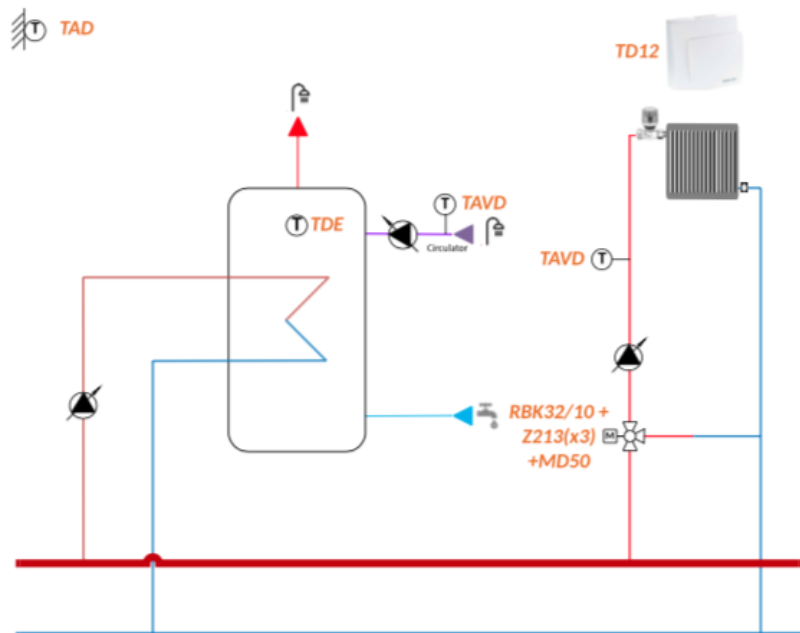 T TAD
TD12
T TDE
T TAVD
Circulator
TAVD T
RBK32/10 +
Z213(x3) M
+MD50